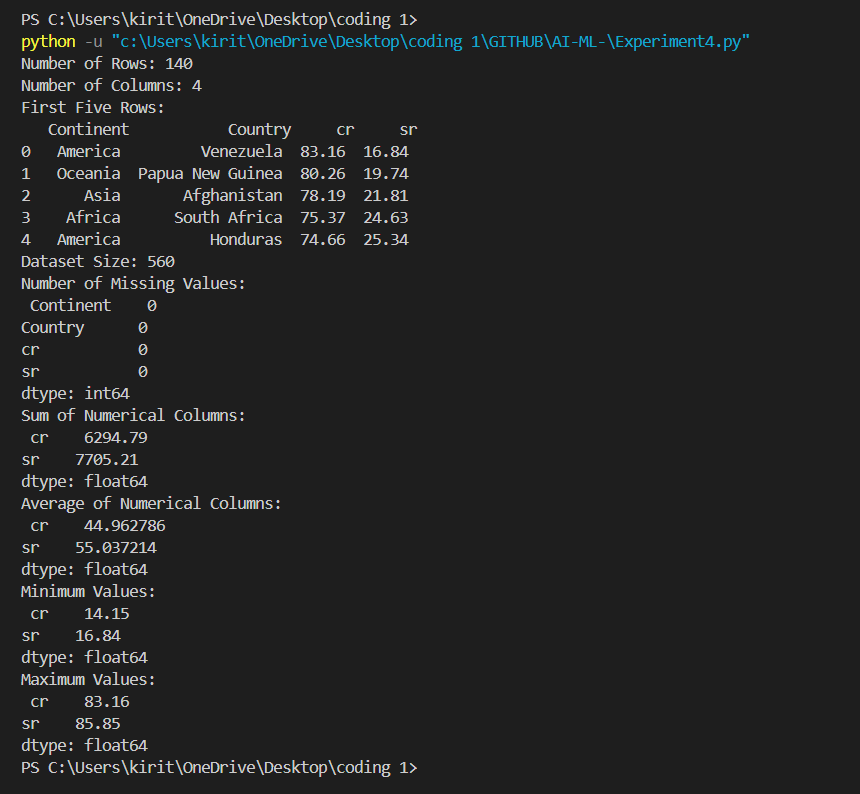 PS C:\Users\kirit\OneDrive\Desktop\coding 1>
python -u "c:\Users\kirit\OneDrive\Desktop\coding 1\GITHUB\AI-ML-\Experiment4.py"
Number of Rows: 140
Number of Columns: 4
First Five Rows:
   Continent           Country     cr     sr
0   America         Venezuela  83.16  16.84
1   Oceania  Papua New Guinea  80.26  19.74
2      Asia       Afghanistan  78.19  21.81
3    Africa      South Africa  75.37  24.63
4   America          Honduras  74.66  25.34
Dataset Size: 560
Number of Missing Values:
 Continent    0
Country      0
cr           0
sr           0
dtype: int64
Sum of Numerical Columns:
 cr    6294.79
sr    7705.21
dtype: float64
Average of Numerical Columns:
 cr    44.962786
sr    55.037214
dtype: float64
Minimum Values:
 cr    14.15
sr    16.84
dtype: float64
Maximum Values:
 cr    83.16
sr    85.85
dtype: float64
PS C:\Users\kirit\OneDrive\Desktop\coding 1>